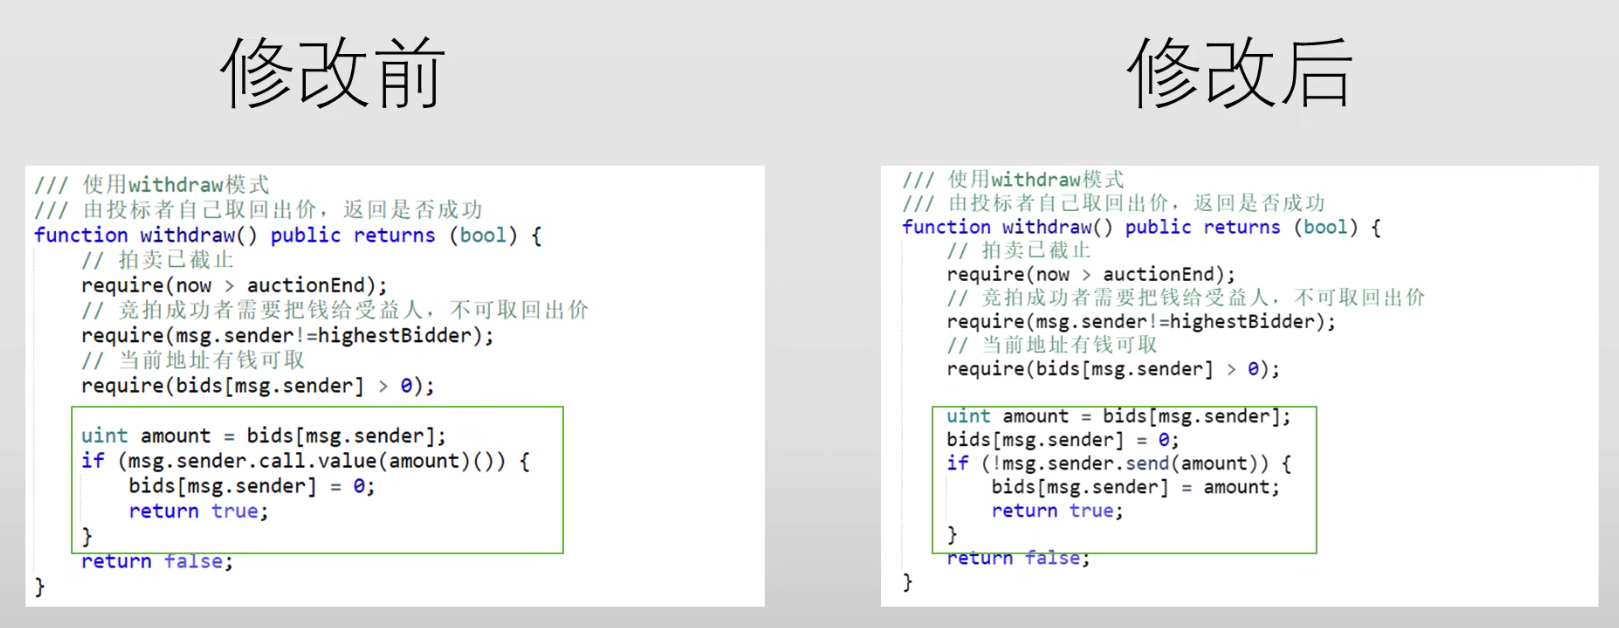 修改前
/// 使用withdraw模式
/// 由投标者自己取回出价，返回是否成功
function withdraw() public returns (bool) {
// 拍卖已截止
require(now > auctionEnd);
// 竞拍成功者需要把钱给受益人，不可取回出价
require(msg.sender!=highestBidder);
// 当前地址有钱可取
require(bids[msg.sender] > 0);
uint amount = bids[msg.sender];
if (msg.sender.call.value(amount)()) {
bids[msg.sender] = 0;
return true;
}
return false;
}
修改后
/// 使用withdraw模式
/// 由投标者自己取回出价，返回是否成功
function withdraw() public returns (bool) {
// 拍卖已截止
require(now > auctionEnd);
// 竞拍成功者需要把钱给受益人，不可取回出价
require(msg.sender!=highestBidder);
// 当前地址有钱可取
require(bids[msg.sender] > 0);
uint amount = bids[msg.sender];
bids[msg.sender] = 0;
if (!msg.sender.send(amount)) {
bids[msg.sender] = amount;
return true;
}
return false;
}